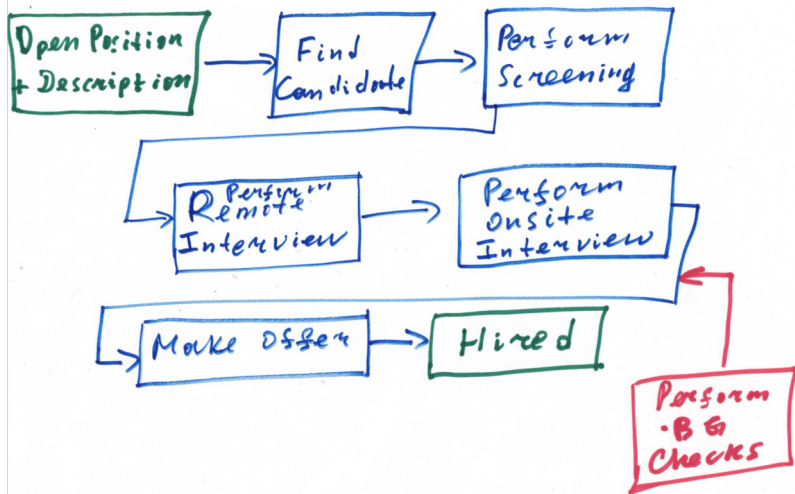 Open Position
+ Description
Find
Candidate
Perform
Screening
Perform
Remote
Interview
Perform
Onsite
Interview
Make Offer
Hired
Perform
BG
Checks